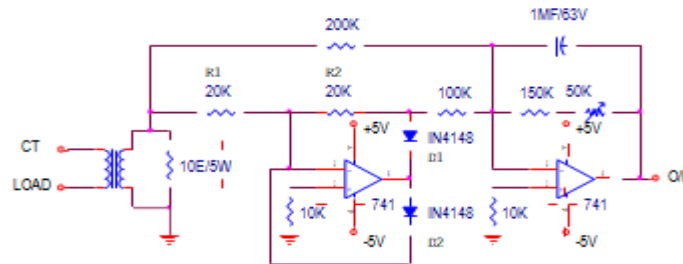 200K
1MF/63V
R1
R2
20K
20K
100K
150K
50K
+5V
+5V
CT
IN4148
D1
10E/5W
LOAD
10K
741
IN4148
10K
741
D2
-5V
-5V